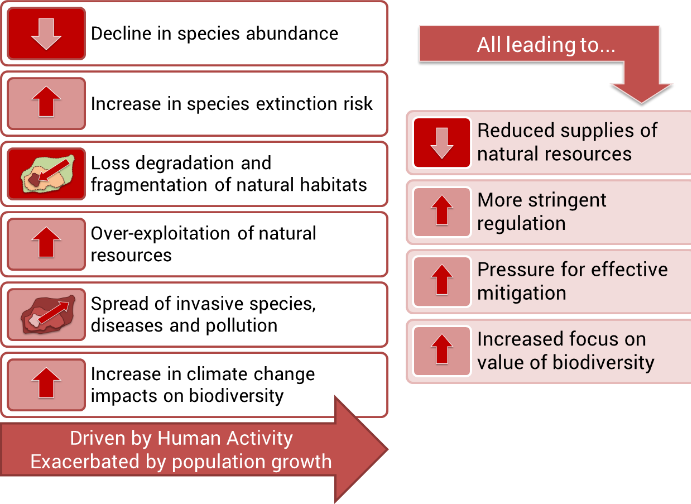 Decline in species abundance
Increase in species extinction risk
Loss degradation and
fragmentation of natural habitats
Over-exploitation of natural
resources
Spread of invasive species,
diseases and pollution
Increase in climate change
impacts on biodiversity
Driven by Human Activity
Exacerbated by population growth
All leading to...
Reduced supplies of
natural resources
More stringent
regulation
Pressure for effective
mitigation
Increased focus on
value of biodiversity